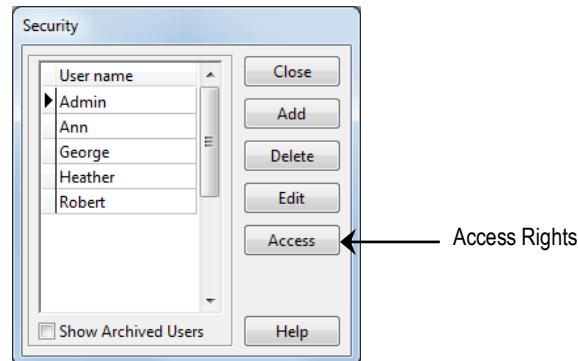 Security
User name
Admin
Ann
George
Heather
Robert
Show Archived Users
Close
Add
Delete
Edit
Access
Help
Access Rights